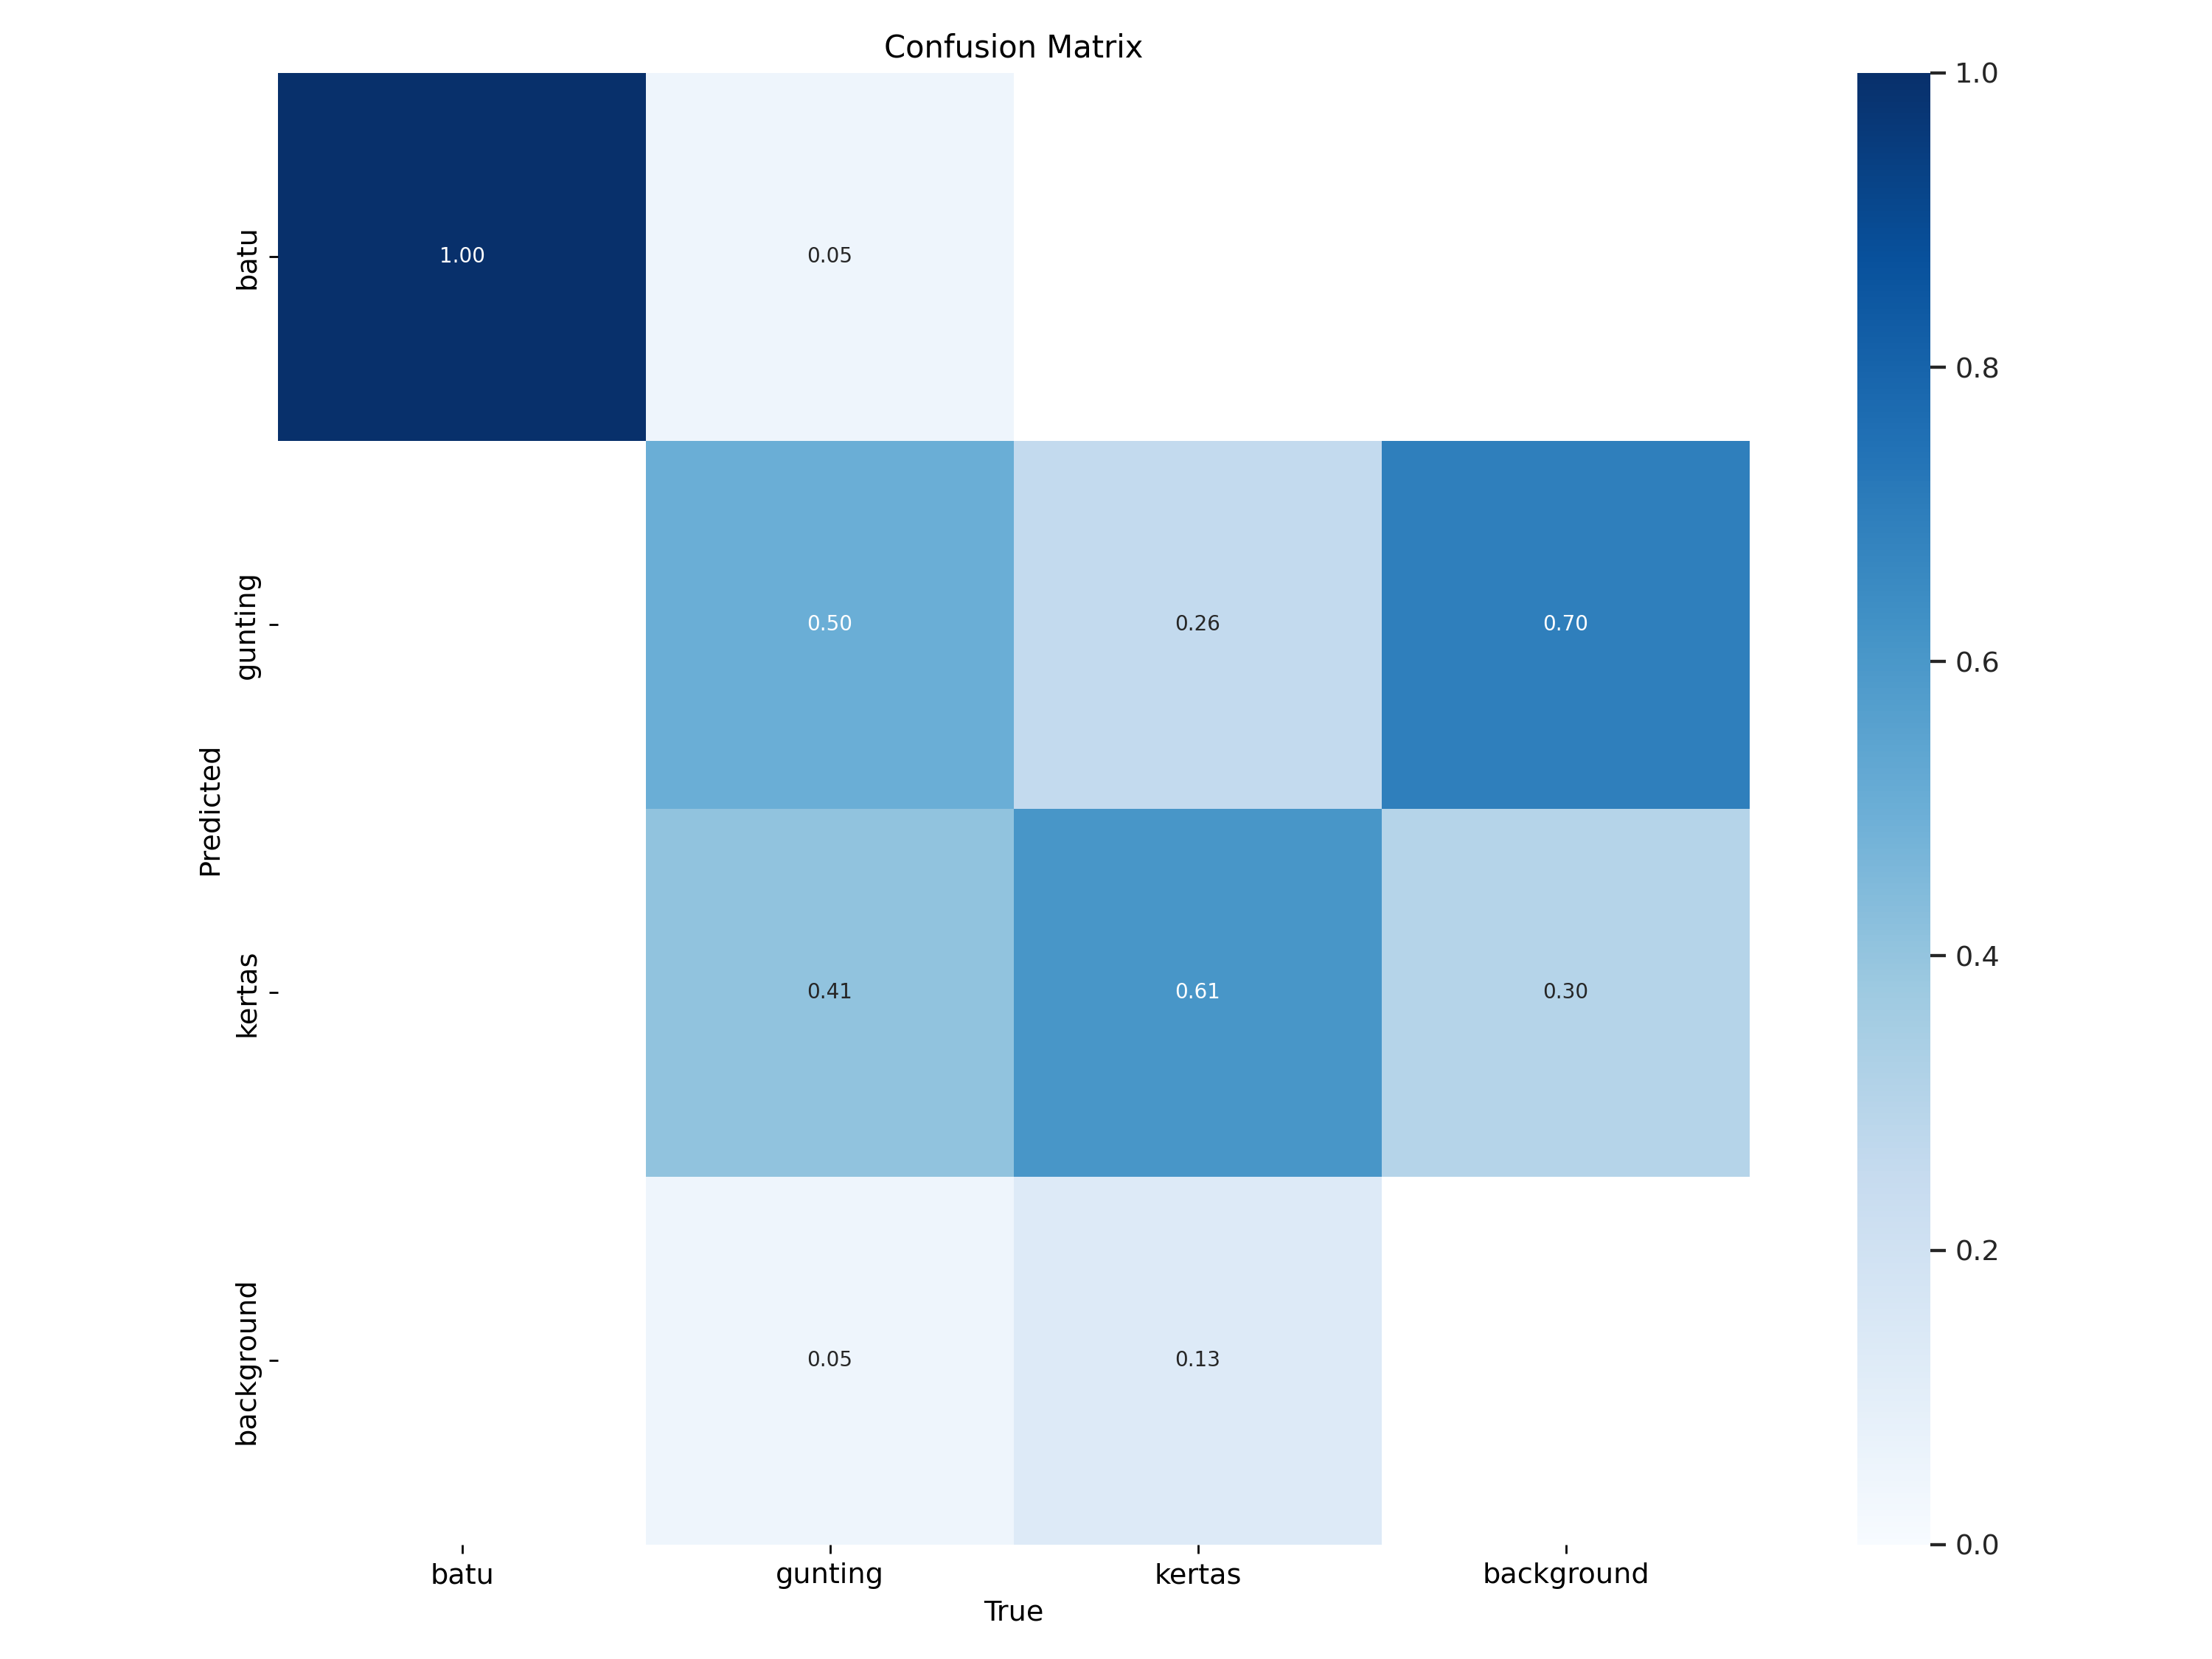 Confusion Matrix
batu
1.00
0.05
gunting
0.50
0.26
0.70
kertas
0.41
0.61
0.30
background
0.05
0.13
Predicted
batu
gunting
kertas
background
True
1.0
0.8
0.6
0.4
0.2
0.0